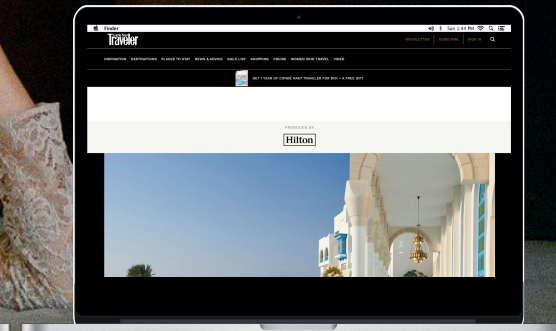 Finder
Sun 1:44 PM
Condé Nast
Traveler
NEWSLETTER SUBSCRIBE SIGN IN
INSPIRATION DESTINATIONS PLACES TO STAY NEWS & ADVICE GOLD LIST SHOPPING CRUISE WOMEN WHO TRAVEL VIDEO
GET 1 YEAR OF CONDÉ NAST TRAVELER FOR $10 + A FREE GIFT
PRODUCED BY
Hilton